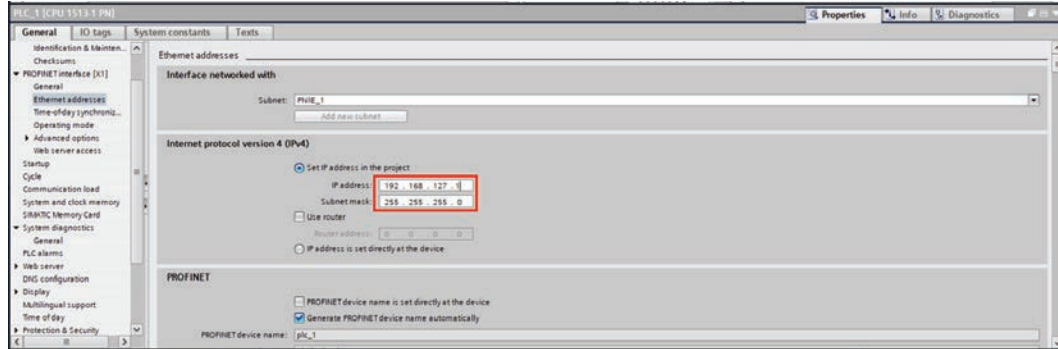 PLC_1 [CPU 1513-1 PN]
Properties Info Diagnostics
General IO tags System constants Texts
Identification & Mainten...
Checksums
PROFINET interface [X1]
General
Ethernet addresses
Time-of-day synchroniz...
Operating mode
Advanced options
Web server access
Startup
Cycle
Communication load
System and clock memory
SIMATIC Memory Card
System diagnostics
General
PLC alarms
Web server
DNS configuration
Display
Multilingual support
Time of day
Protection & Security
Ethernet addresses
Interface networked with
Subnet: PN/IE_1
Add new subnet
Internet protocol version 4 (IPv4)
Set IP address in the project
IP address: 192 . 168 . 127 . 1
Subnet mask: 255 . 255 . 255 . 0
Use router
Router address: 0 . 0 . 0 . 0
IP address is set directly at the device
PROFINET
PROFINET device name is set directly at the device
Generate PROFINET device name automatically
PROFINET device name: plc_1